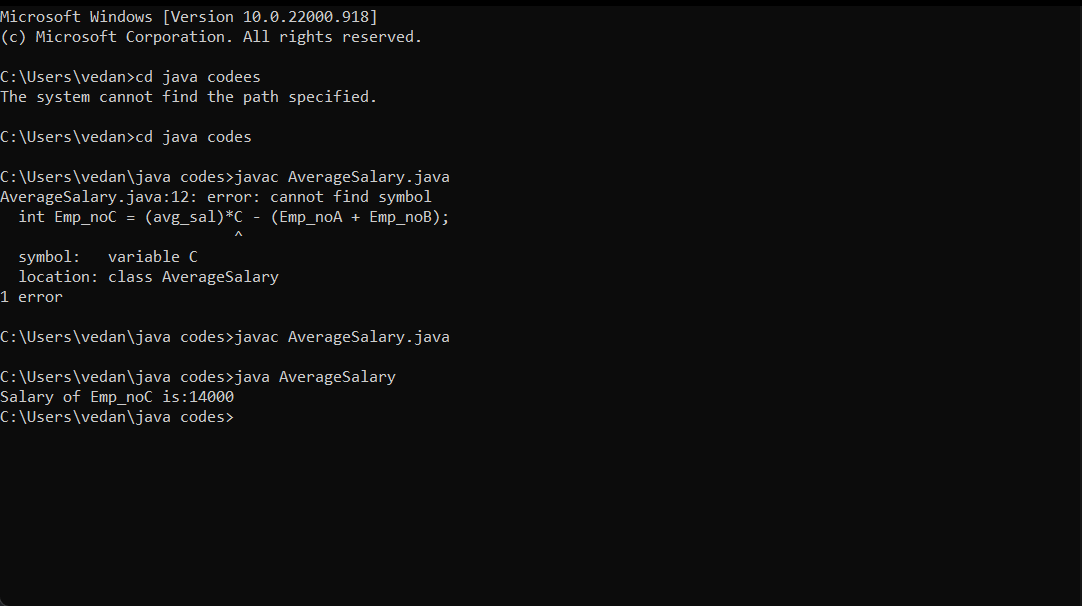 Microsoft Windows [Version 10.0.22000.918]
(c) Microsoft Corporation. All rights reserved.
C:\Users\vedan>cd java codees
The system cannot find the path specified.
C:\Users\vedan>cd java codes
C:\Users\vedan\java codes>javac AverageSalary.java
AverageSalary.java:12: error: cannot find symbol
  int Emp_noC = (avg_sal)*C - (Emp_noA + Emp_noB);
                          ^
  symbol:   variable C
  location: class AverageSalary
1 error
C:\Users\vedan\java codes>javac AverageSalary.java
C:\Users\vedan\java codes>java AverageSalary
Salary of Emp_noC is:14000
C:\Users\vedan\java codes>